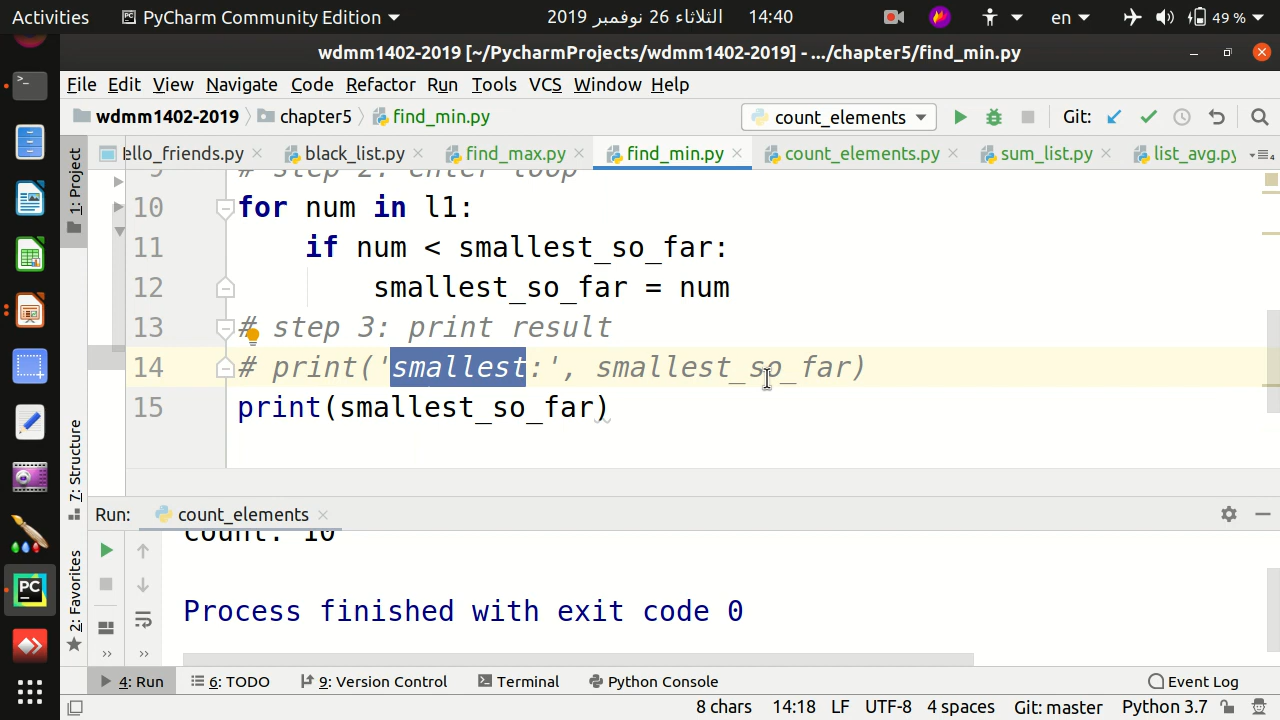 Activities PyCharm Community Edition الثلاثاء 26 نوفمبر 2019 14:40 en 49 %
wdmm1402-2019 [~/PycharmProjects/wdmm1402-2019] - .../chapter5/find_min.py
File Edit View Navigate Code Refactor Run Tools VCS Window Help
wdmm1402-2019 chapter5 find_min.py count_elements Git:
ello_friends.py black_list.py find_max.py find_min.py count_elements.py sum_list.py list_avg.py
# step 2: enter loop
10 for num in l1:
11 if num < smallest_so_far:
12 smallest_so_far = num
13 # step 3: print result
14 # print('smallest:', smallest_so_far)
15 print(smallest_so_far)
1: Project
7: Structure
2: Favorites
Run: count_elements
count: 10
Process finished with exit code 0
4: Run 6: TODO 9: Version Control Terminal Python Console Event Log
8 chars 14:18 LF UTF-8 4 spaces Git: master Python 3.7